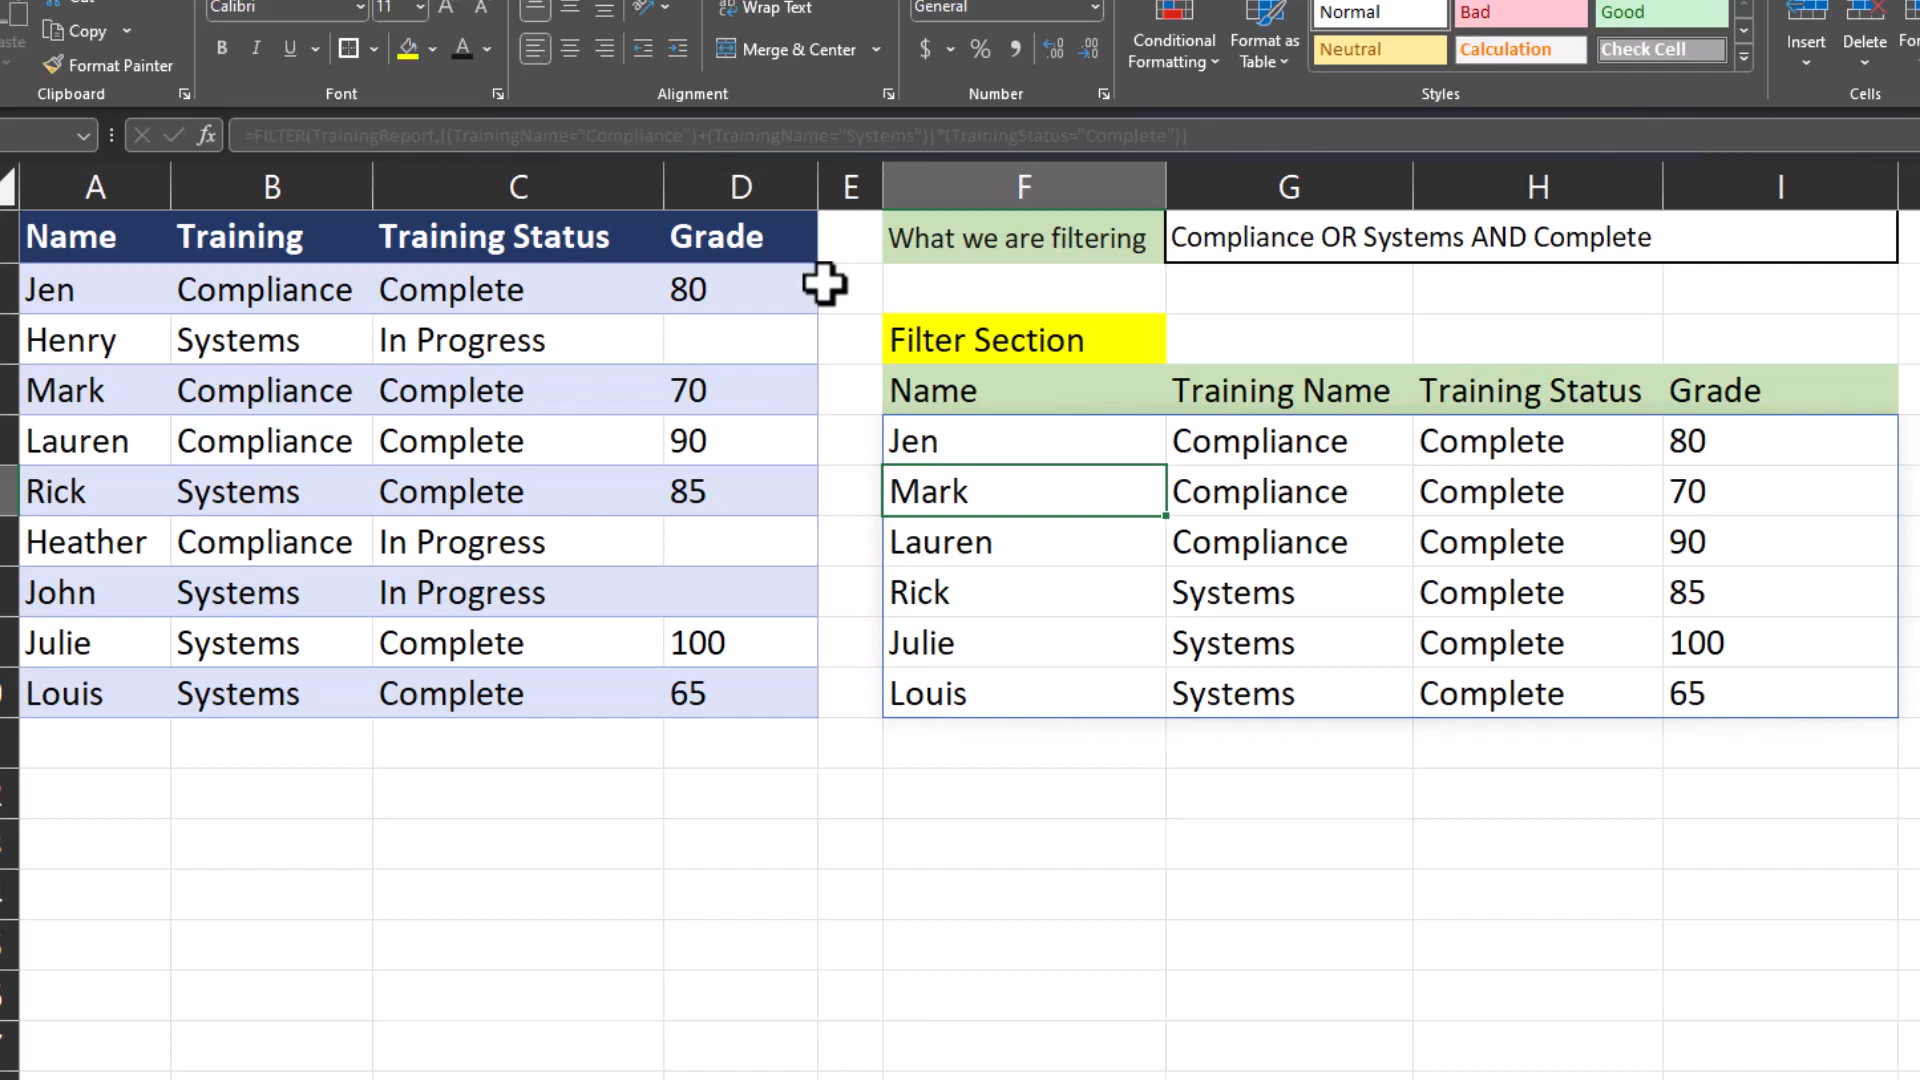 Calibri 11 Wrap Text General Normal Bad Good
Copy B I U Merge & Center $ % Conditional Formatting Format as Table Neutral Calculation Check Cell Insert Delete
Format Painter
Clipboard Font Alignment Number Styles Cells
fx =FILTER(TrainingReport,((TrainingName="Compliance")+(TrainingName="Systems"))*(TrainingStatus="Complete"))
A B C D E F G H I
Name Training Training Status Grade What we are filtering Compliance OR Systems AND Complete
Jen Compliance Complete 80
Henry Systems In Progress Filter Section
Mark Compliance Complete 70 Name Training Name Training Status Grade
Lauren Compliance Complete 90 Jen Compliance Complete 80
Rick Systems Complete 85 Mark Compliance Complete 70
Heather Compliance In Progress Lauren Compliance Complete 90
John Systems In Progress Rick Systems Complete 85
Julie Systems Complete 100 Julie Systems Complete 100
Louis Systems Complete 65 Louis Systems Complete 65